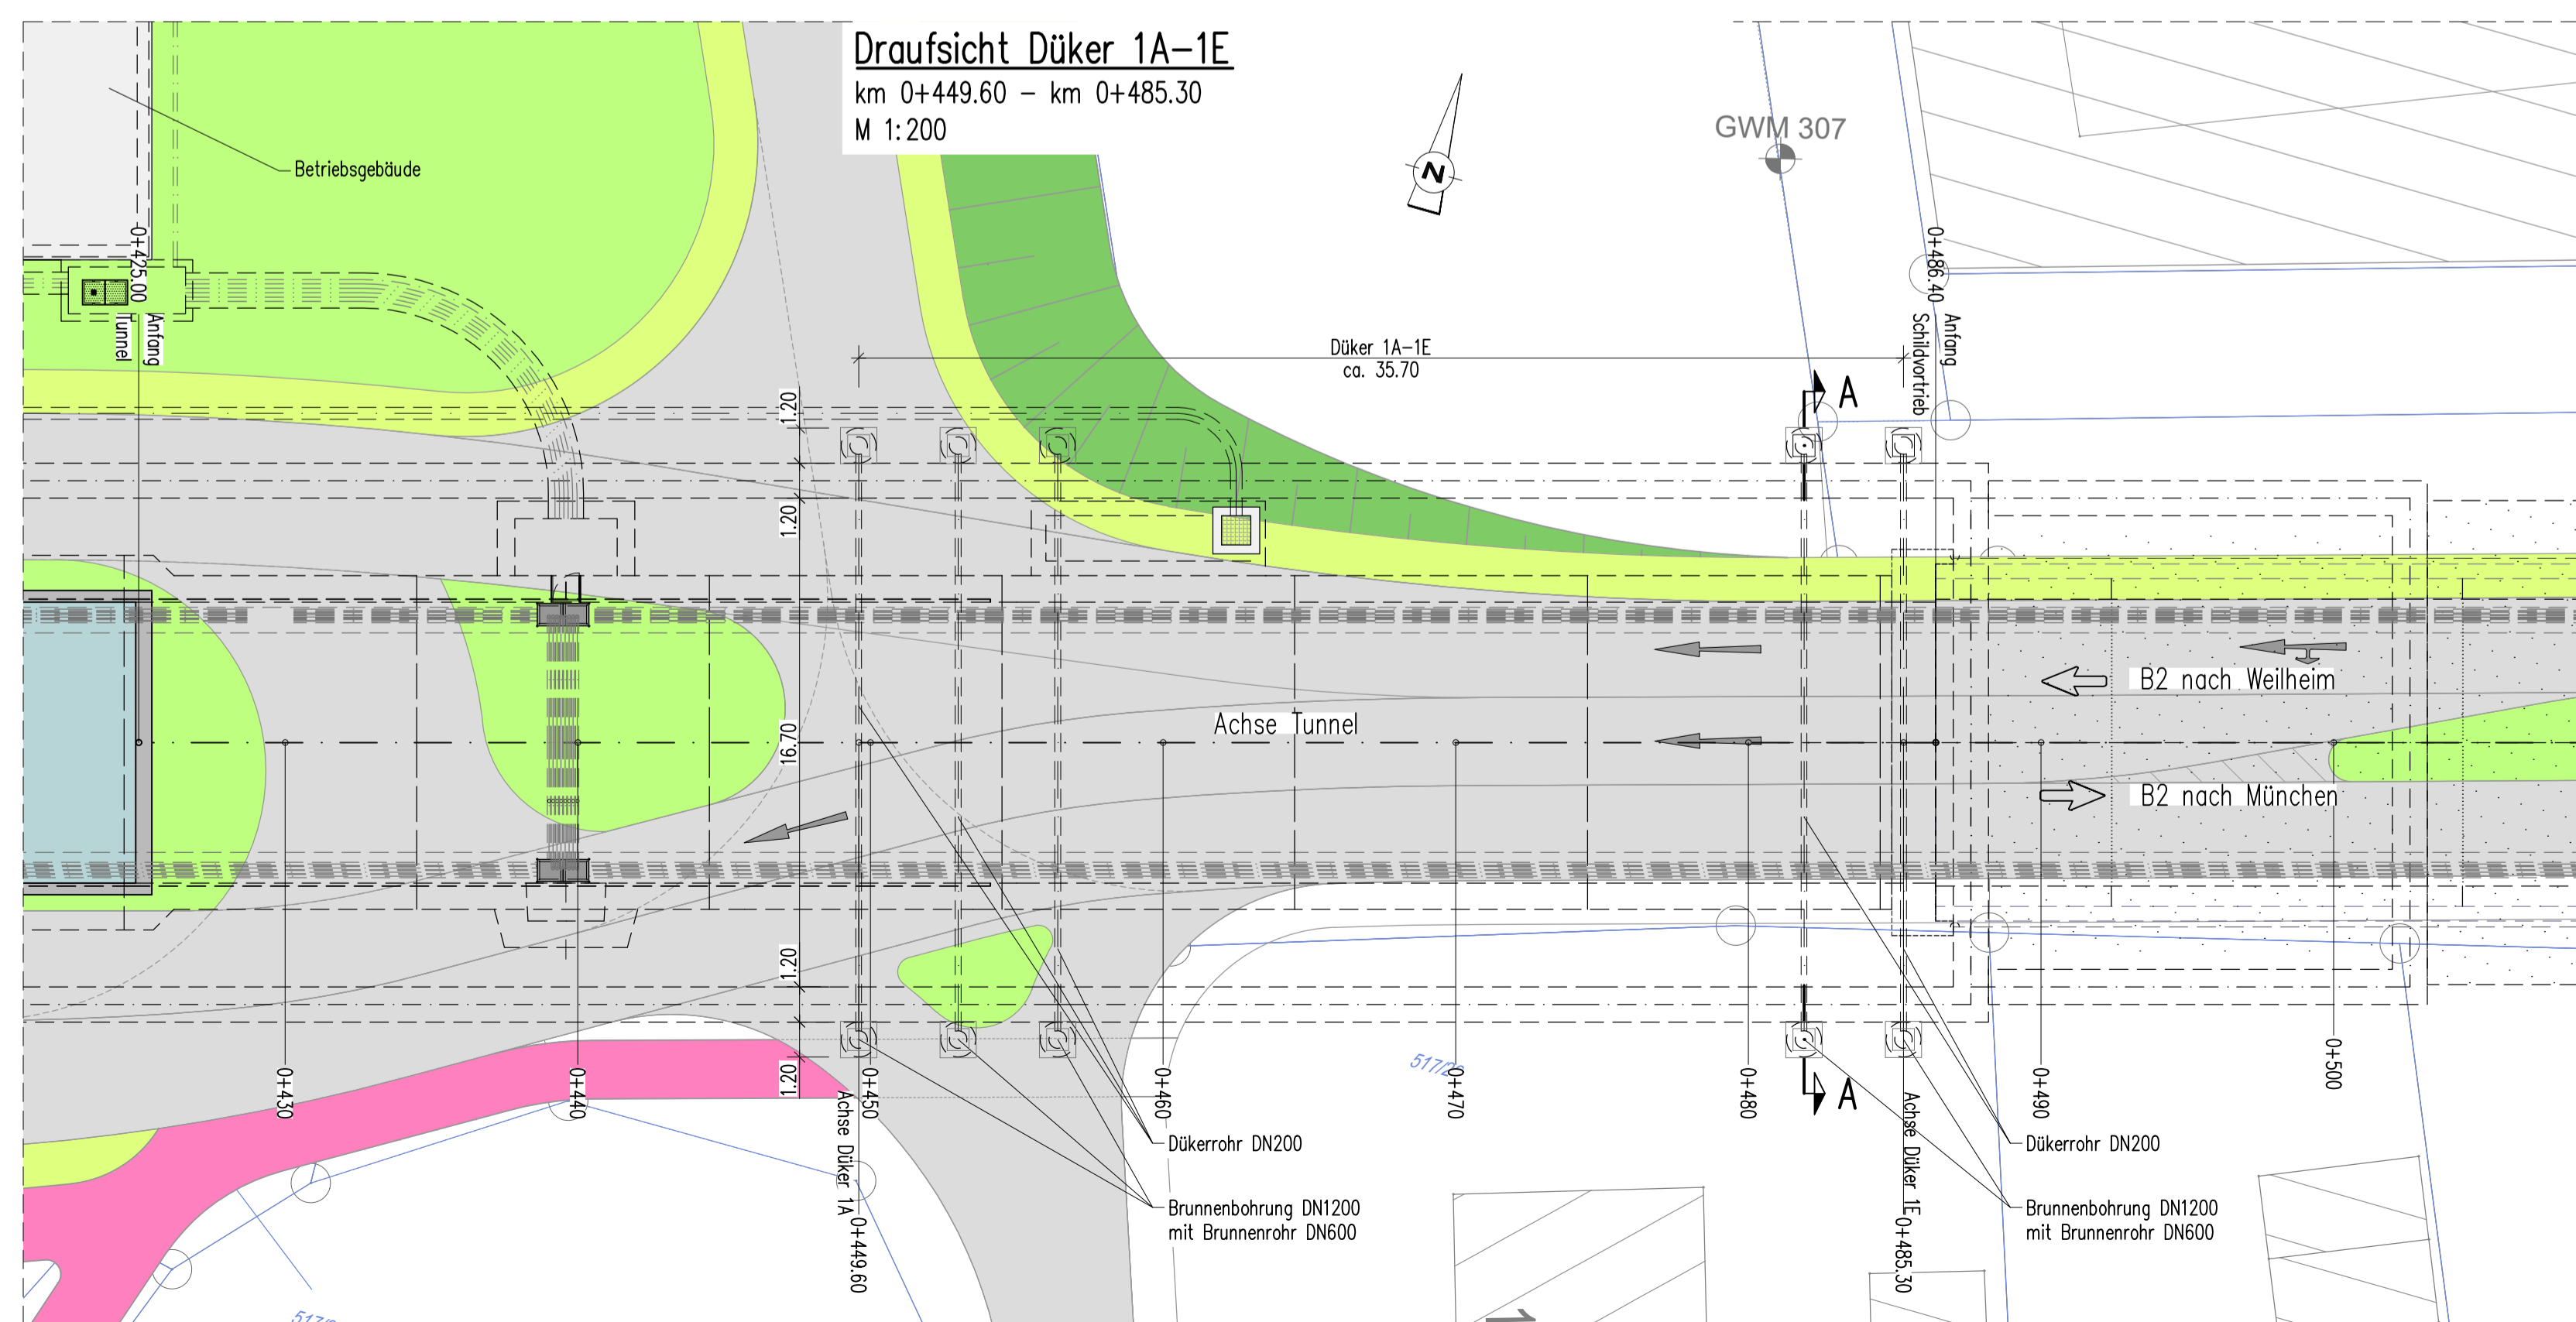 Draufsicht Düker 1A-1E
km 0+449.60 - km 0+485.30
M 1:200
Betriebsgebäude
N
GWM 307
0+425.00
Anfang
Tunnel
Düker 1A-1E
ca. 35.70
0+486.40
Anfang
Schildvortrieb
A
1.20
1.20
16.70
1.20
1.20
Achse Tunnel
B2 nach Weilheim
B2 nach München
0+430
0+440
0+450
0+460
0+470
0+480
0+490
0+500
A
Achse Düker 1A
0+449.60
Achse Düker 1E
0+485.30
Dükerrohr DN200
Brunnenbohrung DN1200
mit Brunnenrohr DN600
Dükerrohr DN200
Brunnenbohrung DN1200
mit Brunnenrohr DN600